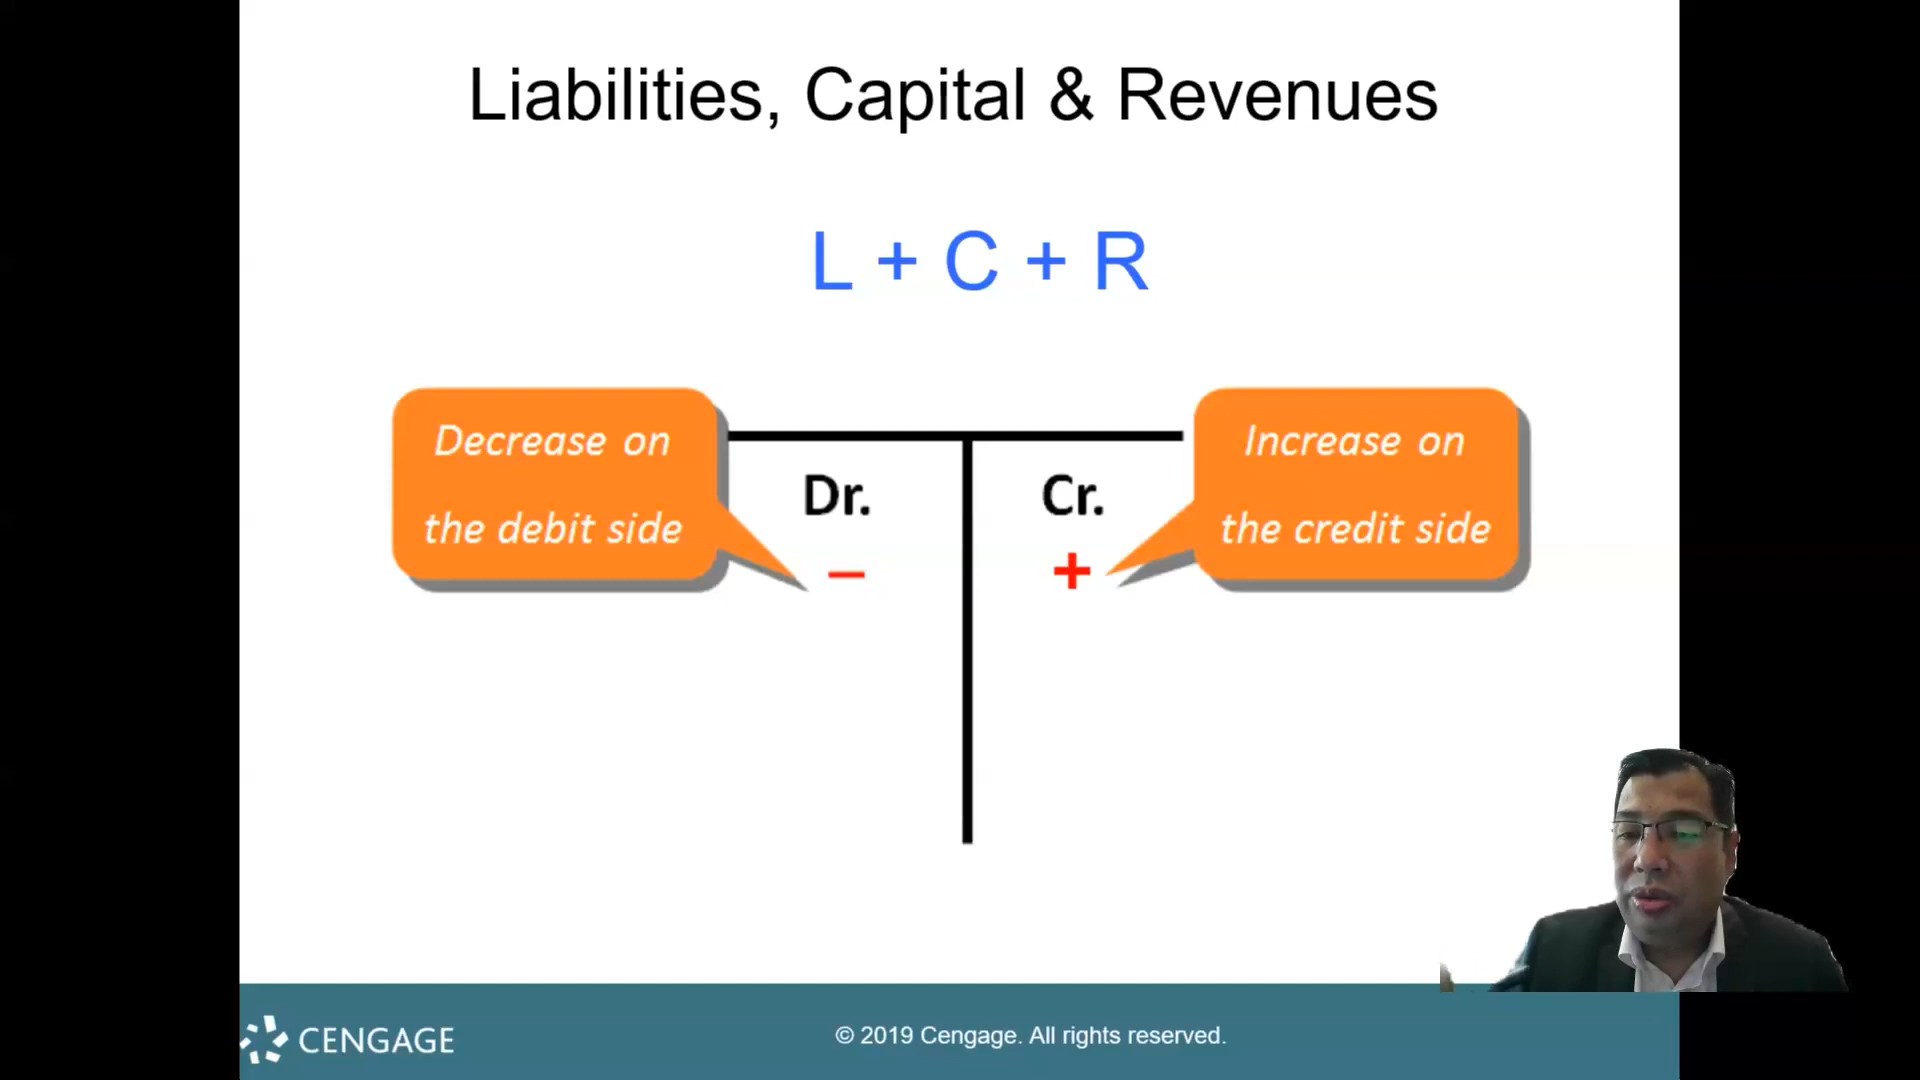 Liabilities, Capital & Revenues
L + C + R
Decrease on
the debit side
Dr.
–
Cr.
+
Increase on
the credit side
CENGAGE
© 2019 Cengage. All rights reserved.